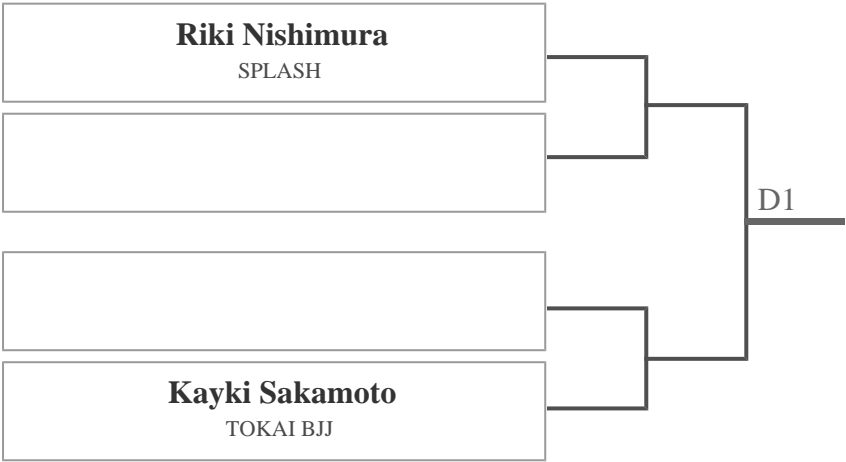 Riki Nishimura
SPLASH
D1
Kayki Sakamoto
TOKAI BJJ